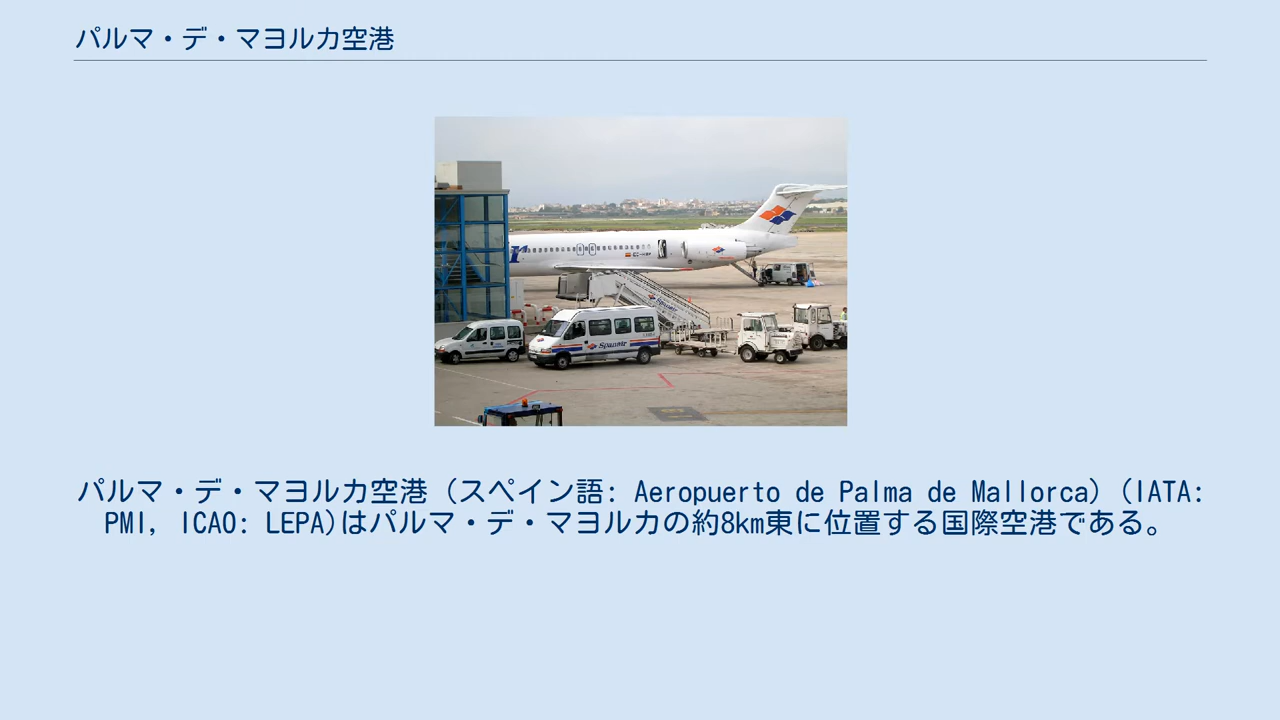 パルマ・デ・マヨルカ空港
Spanair
パルマ・デ・マヨルカ空港 (スペイン語: Aeropuerto de Palma de Mallorca) (IATA:
PMI, ICAO: LEPA)はパルマ・デ・マヨルカの約8km東に位置する国際空港である。